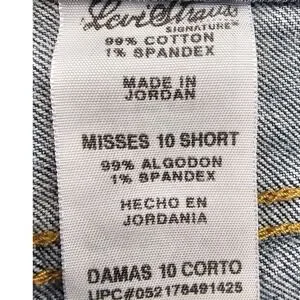 Levi Strauss
SIGNATURE™
99% COTTON
1% SPANDEX
MADE IN
JORDAN
MISSES 10 SHORT
99% ALGODON
1% SPANDEX
HECHO EN
JORDANIA
DAMAS 10 CORTO
UPC#052178491425